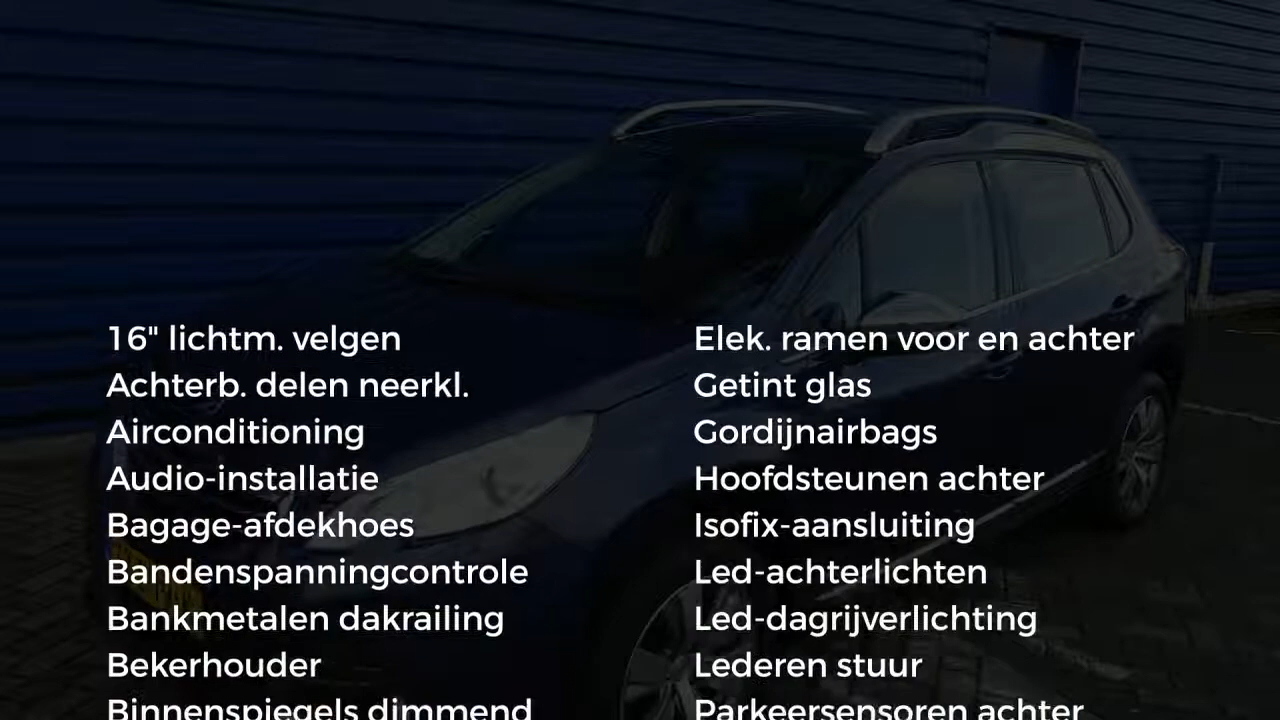 16" lichtm. velgen
Achterb. delen neerkl.
Airconditioning
Audio-installatie
Bagage-afdekhoes
Bandenspanningcontrole
Bankmetalen dakrailing
Bekerhouder
Binnenspiegels dimmend
Elek. ramen voor en achter
Getint glas
Gordijnairbags
Hoofdsteunen achter
Isofix-aansluiting
Led-achterlichten
Led-dagrijverlichting
Lederen stuur
Parkeersensoren achter